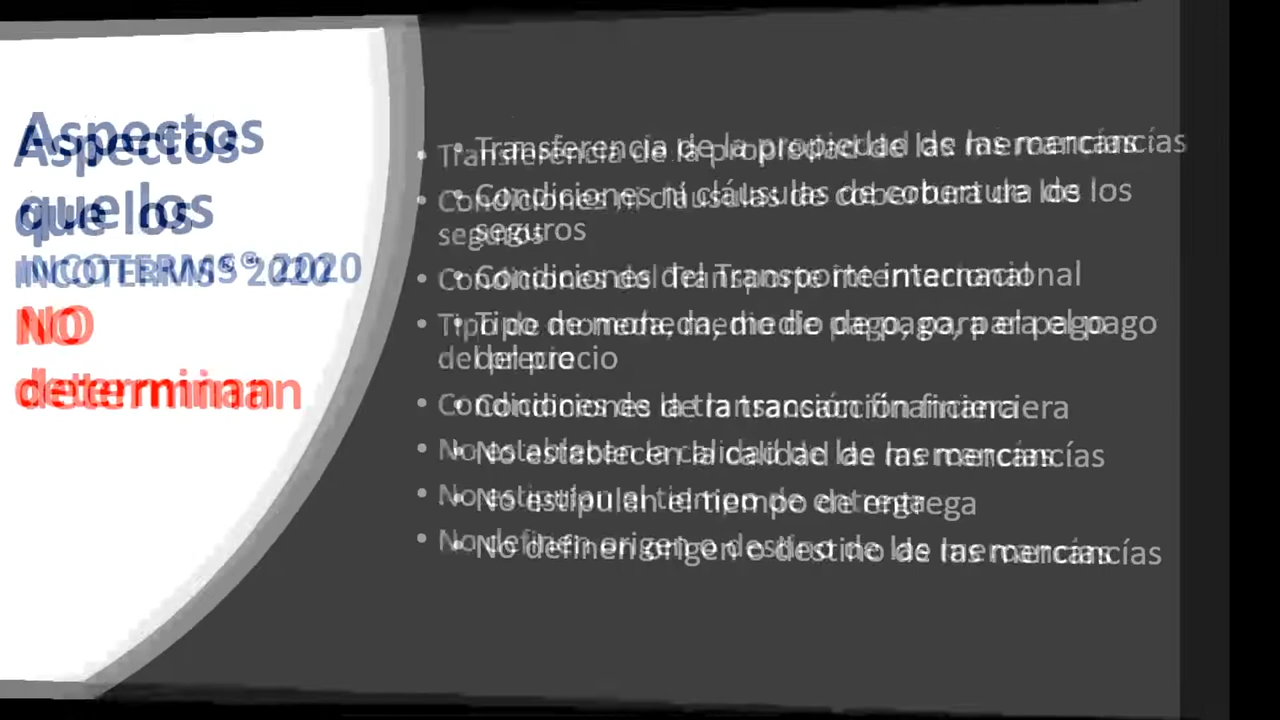 Aspectos
que los
INCOTERMS® 2020
NO
determinan
• Transferencia de la propiedad de las mercancías
• Condiciones ni cláusulas de cobertura de los
seguros
• Condiciones del Transporte internacional
• Tipo de moneda, medio de pago, para el pago
del precio
• Condiciones de la transacción financiera
• No establecen la calidad de las mercancías
• No estipulan el tiempo de entrega
• No definen origen o destino de las mercancías